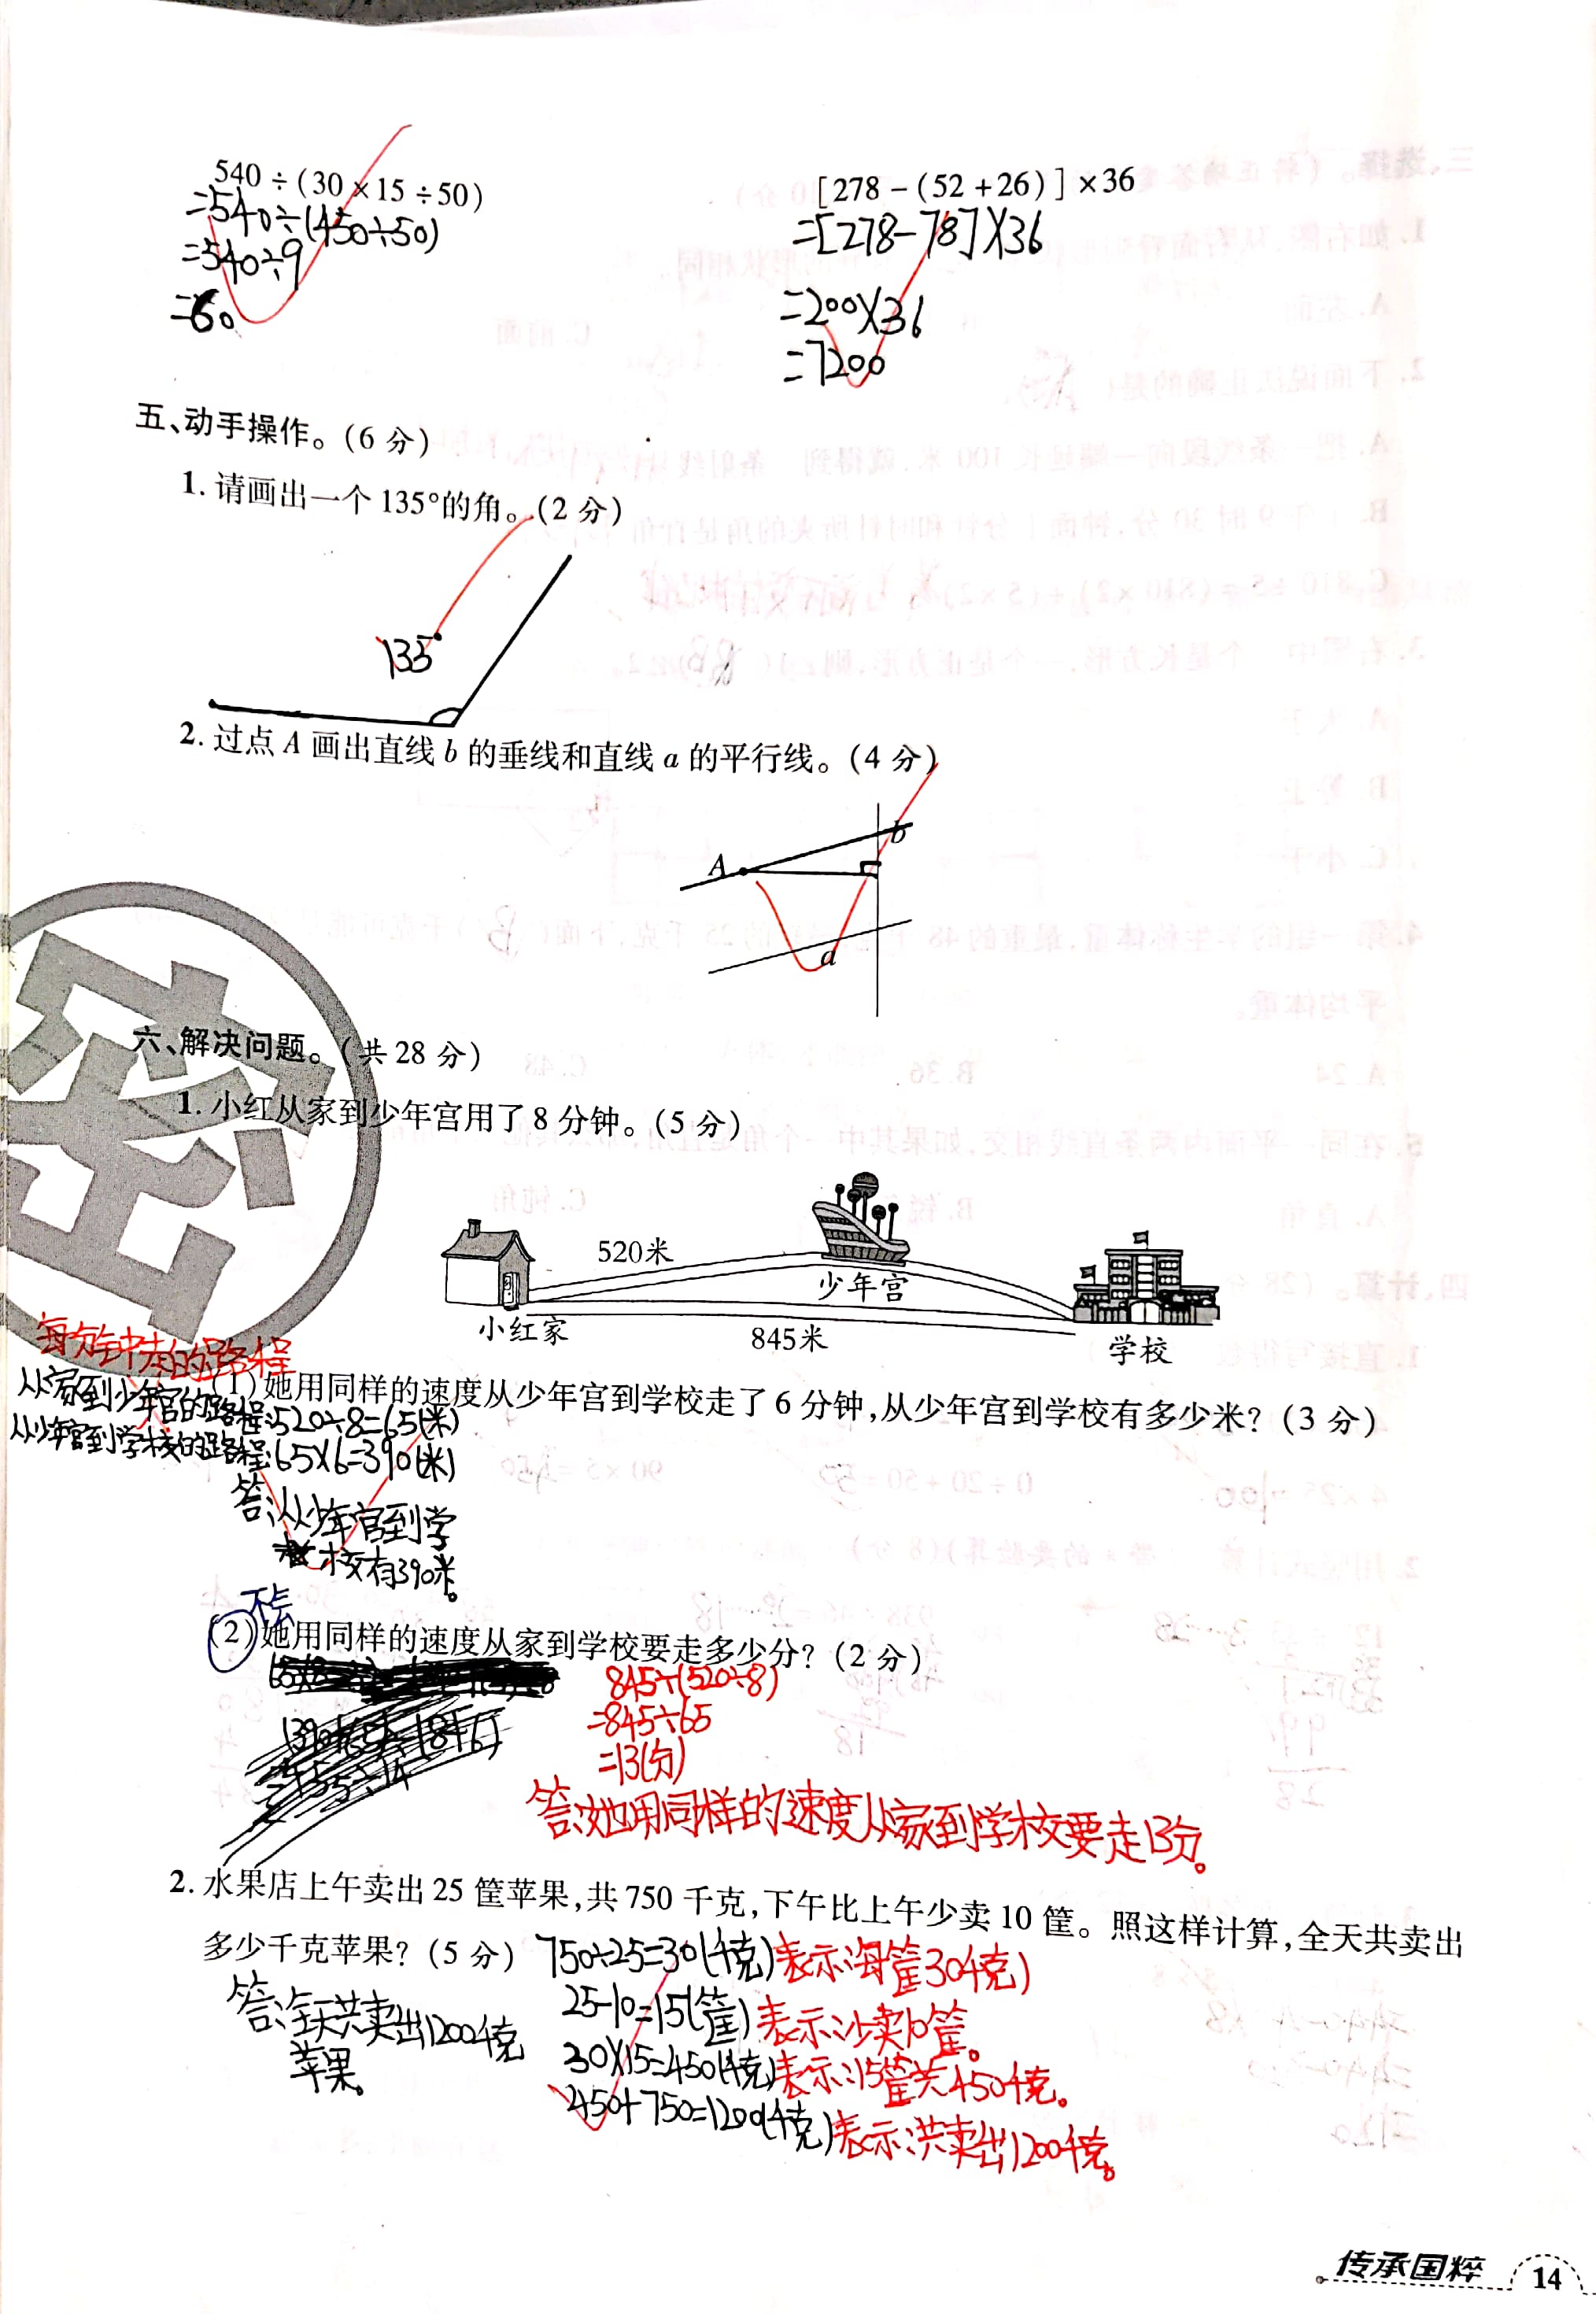 540÷(30×15÷50)
=540÷(450÷50)
=540÷9
=60
[278-(52+26)]×36
=[278-78]×36
=200×36
=7200
五、动手操作。(6分)
1.请画出一个135°的角。(2分)
135°
2.过点A画出直线b的垂线和直线a的平行线。(4分)
A
b
a
密
六、解决问题。(共28分)
1.小红从家到少年宫用了8分钟。(5分)
520米
少年宫
小红家
845米
学校
每分钟走的路程
(1)她用同样的速度从少年宫到学校走了6分钟,从少年宫到学校有多少米?(3分)
从家到少年宫的路程:520÷8=65(米)
从少年宫到学校的路程:65×6=390(米)
答:从少年宫到学
校有390米。
(2)她用同样的速度从家到学校要走多少分?(2分)
845÷(520÷8)
=845÷65
=13(分)
答:她用同样的速度从家到学校要走13分。
2.水果店上午卖出25筐苹果,共750千克,下午比上午少卖10筐。照这样计算,全天共卖出
多少千克苹果?(5分)
750÷25=30(千克)表示:每筐30千克)
25-10=15(筐)表示:少卖10筐。
30×15=450(千克)表示:15筐共450千克。
450+750=1200(千克)表示:共卖出1200千克。
答:全天共卖出1200千克
苹果。
传承国粹
14